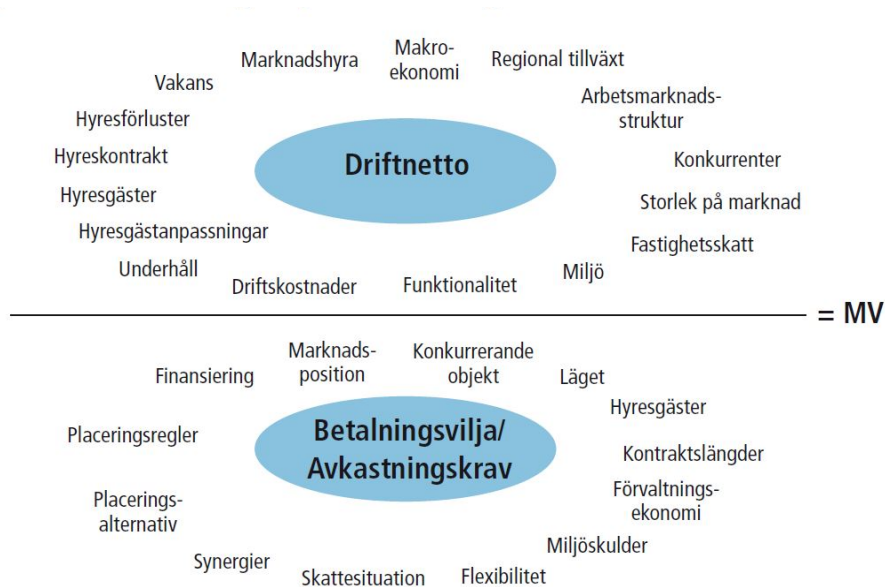 Makro-
ekonomi
Marknadshyra
Regional tillväxt
Vakans
Arbetsmarknads-
struktur
Hyresförluster
Hyreskontrakt
Driftnetto
Konkurrenter
Hyresgäster
Storlek på marknad
Hyresgästanpassningar
Fastighetsskatt
Underhåll
Driftskostnader
Funktionalitet
Miljö
= MV
Marknads-
position
Konkurrerande
objekt
Finansiering
Läget
Hyresgäster
Placeringsregler
Betalningsvilja/
Avkastningskrav
Kontraktslängder
Placerings-
alternativ
Förvaltnings-
ekonomi
Miljöskulder
Synergier
Skattesituation
Flexibilitet